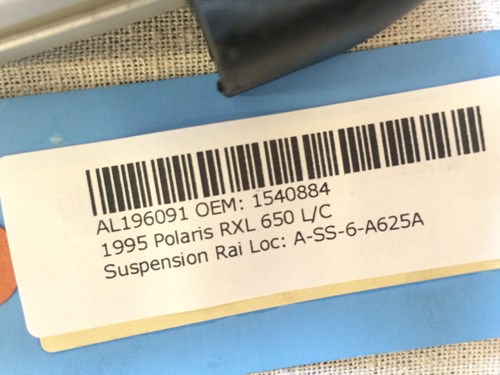 AL196091 OEM: 1540884
1995 Polaris RXL 650 L/C
Suspension Rai Loc: A-SS-6-A625A